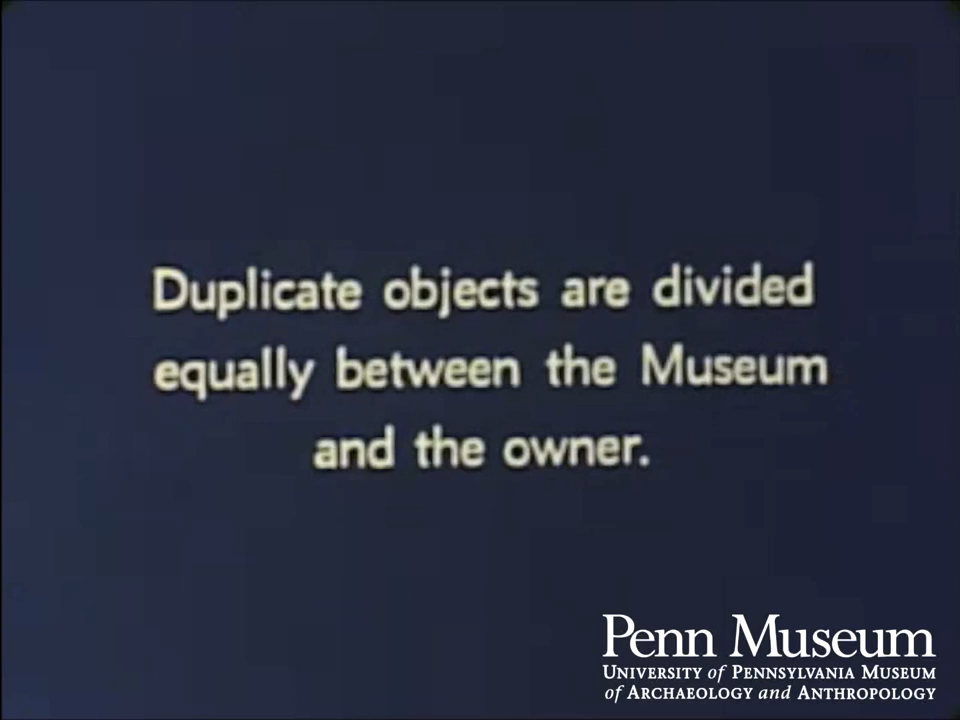 Duplicate objects are divided
equally between the Museum
and the owner.
Penn Museum
UNIVERSITY of PENNSYLVANIA MUSEUM
of ARCHAEOLOGY and ANTHROPOLOGY